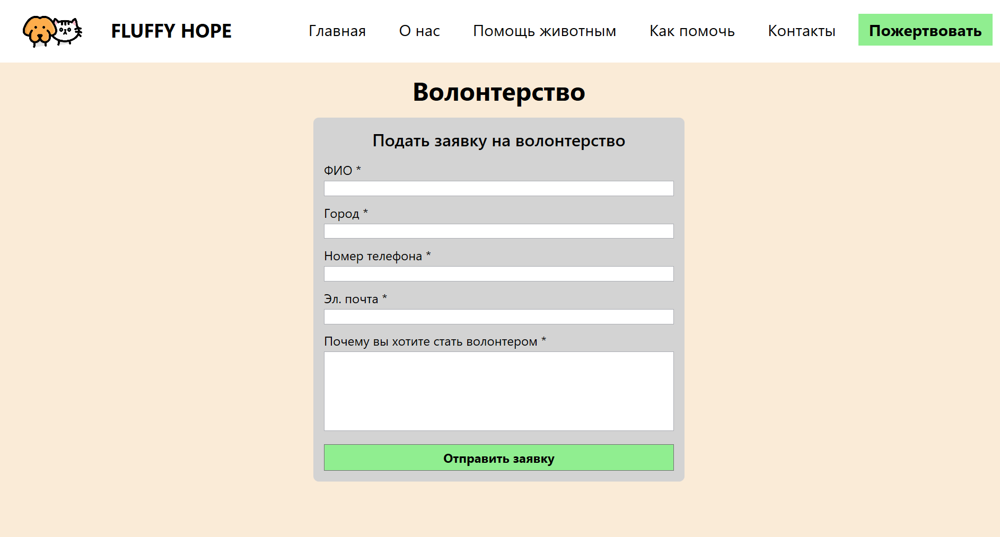 FLUFFY HOPE Главная О нас Помощь животным Как помочь Контакты Пожертвовать
Волонтерство
Подать заявку на волонтерство
ФИО *
Город *
Номер телефона *
Эл. почта *
Почему вы хотите стать волонтером *
Отправить заявку